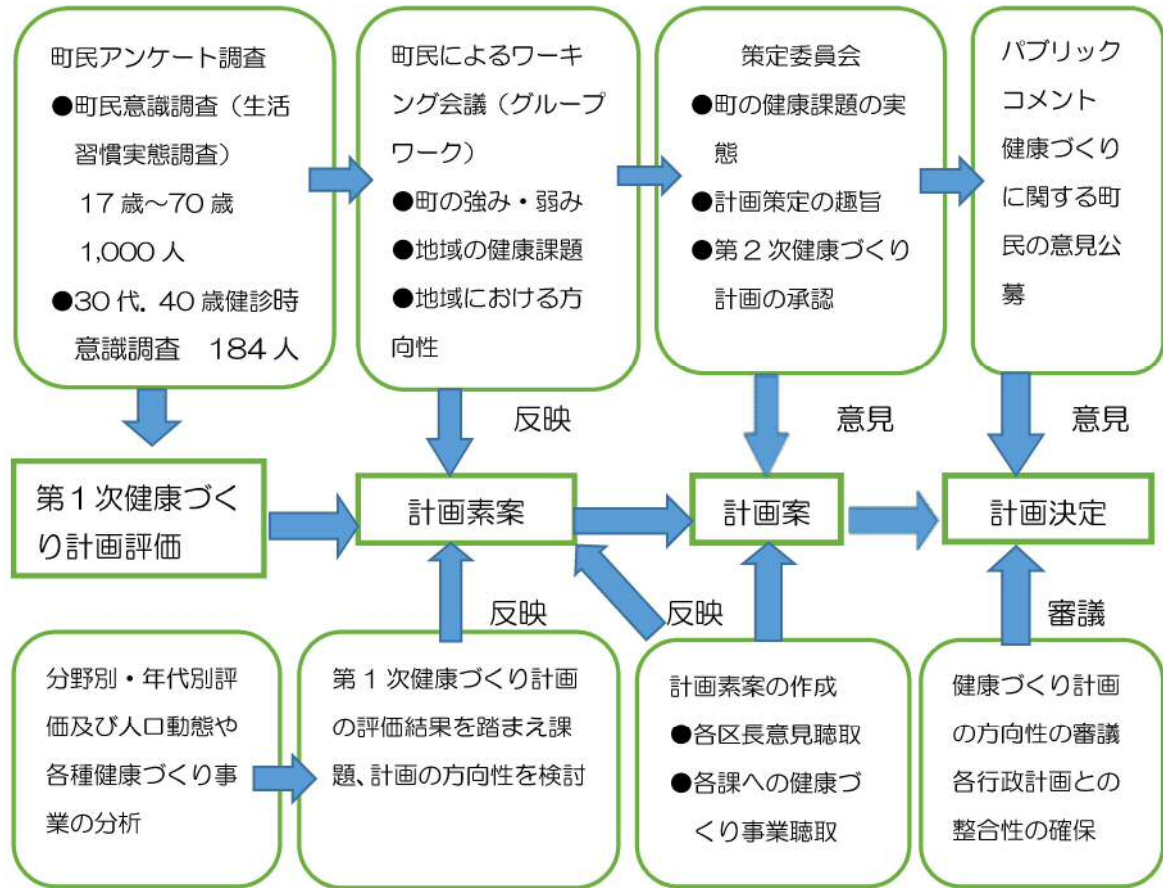 町民アンケート調査
●町民意識調査（生活
習慣実態調査）
17歳～70歳
1,000人
●30代．40歳健診時
意識調査　184人
町民によるワーキ
ング会議（グループ
ワーク）
●町の強み・弱み
●地域の健康課題
●地域における方
向性
策定委員会
●町の健康課題の実
態
●計画策定の趣旨
●第2次健康づくり
計画の承認
パブリック
コメント
健康づくり
に関する町
民の意見公
募
反映
意見
意見
第1次健康づく
り計画評価
計画素案
計画案
計画決定
反映
反映
審議
分野別・年代別評
価及び人口動態や
各種健康づくり事
業の分析
第1次健康づくり計画
の評価結果を踏まえ課
題、計画の方向性を検討
計画素案の作成
●各区長意見聴取
●各課への健康づ
くり事業聴取
健康づくり計画
の方向性の審議
各行政計画との
整合性の確保